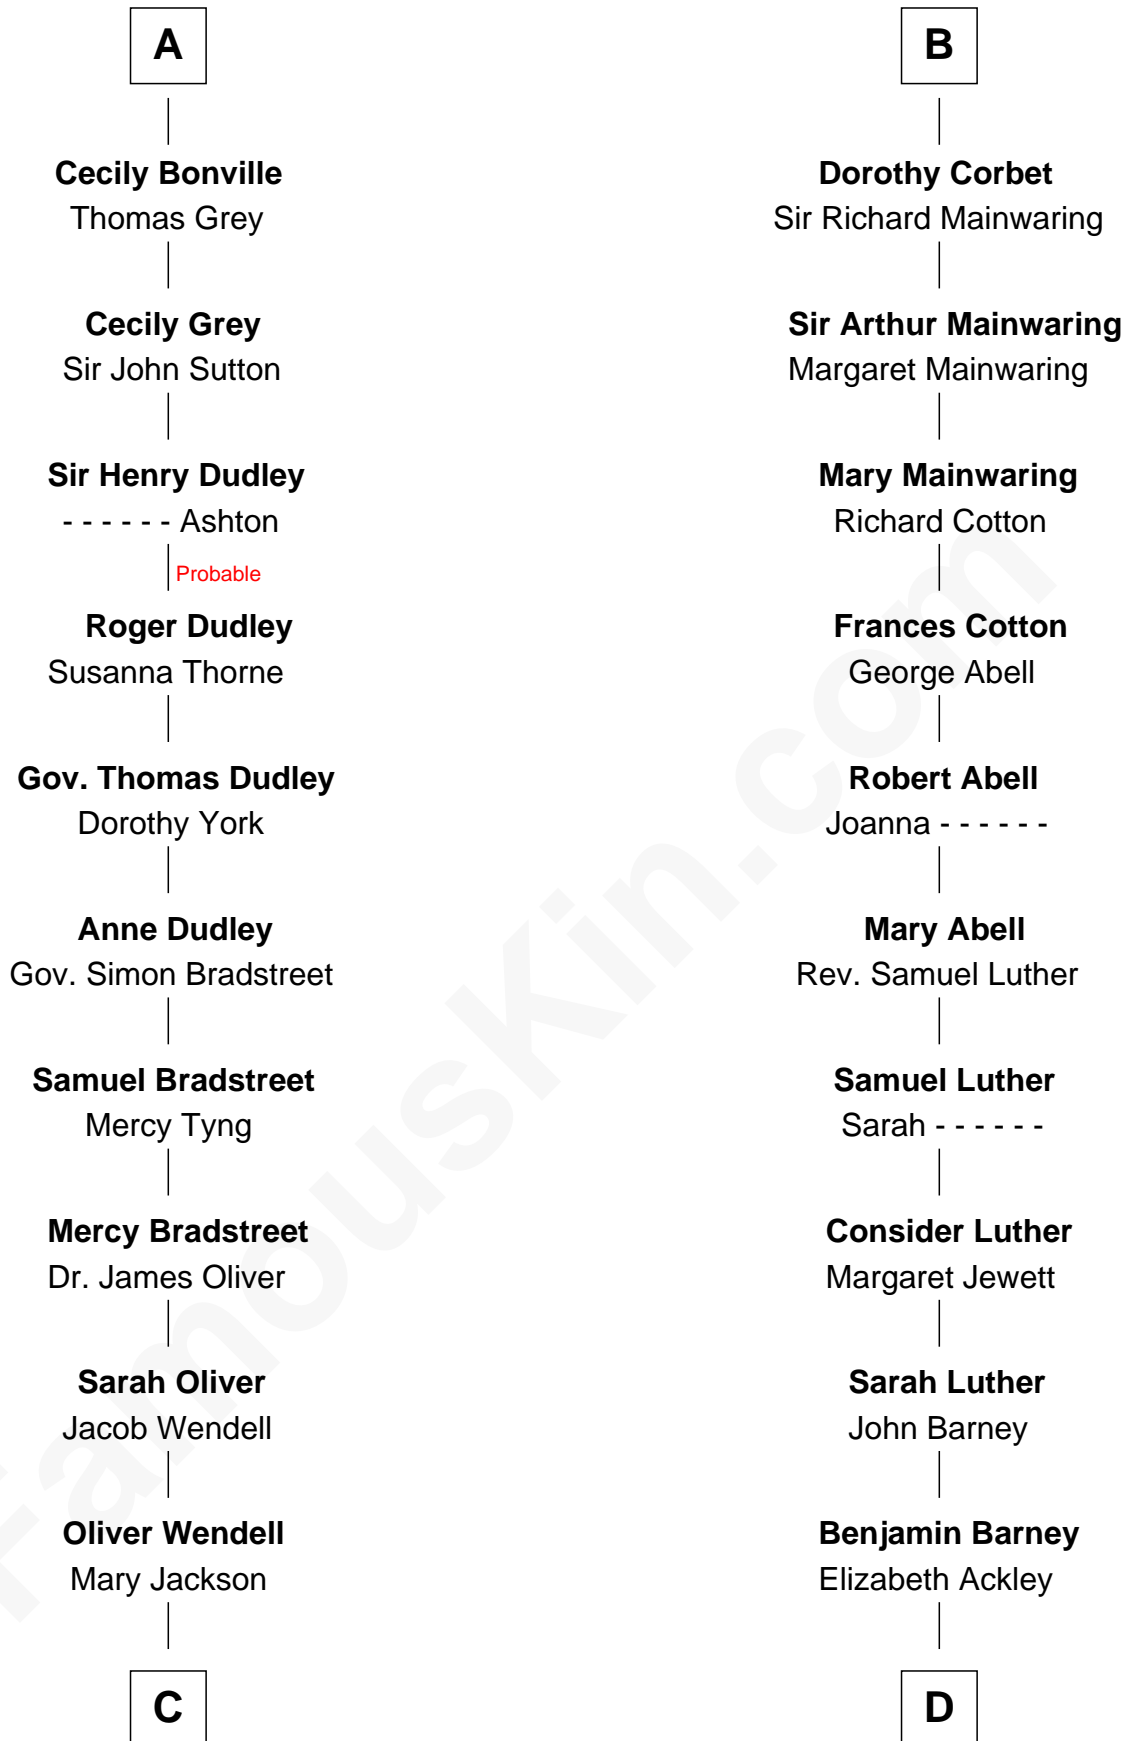 A
Cecily Bonville
Thomas Grey
Cecily Grey
Sir John Sutton
Sir Henry Dudley
- - - - - - Ashton
Probable
Roger Dudley
Susanna Thorne
Gov. Thomas Dudley
Dorothy York
Anne Dudley
Gov. Simon Bradstreet
Samuel Bradstreet
Mercy Tyng
Mercy Bradstreet
Dr. James Oliver
Sarah Oliver
Jacob Wendell
Oliver Wendell
Mary Jackson
C
B
Dorothy Corbet
Sir Richard Mainwaring
Sir Arthur Mainwaring
Margaret Mainwaring
Mary Mainwaring
Richard Cotton
Frances Cotton
George Abell
Robert Abell
Joanna - - - - - -
Mary Abell
Rev. Samuel Luther
Samuel Luther
Sarah - - - - - -
Consider Luther
Margaret Jewett
Sarah Luther
John Barney
Benjamin Barney
Elizabeth Ackley
D
FamousKin.com